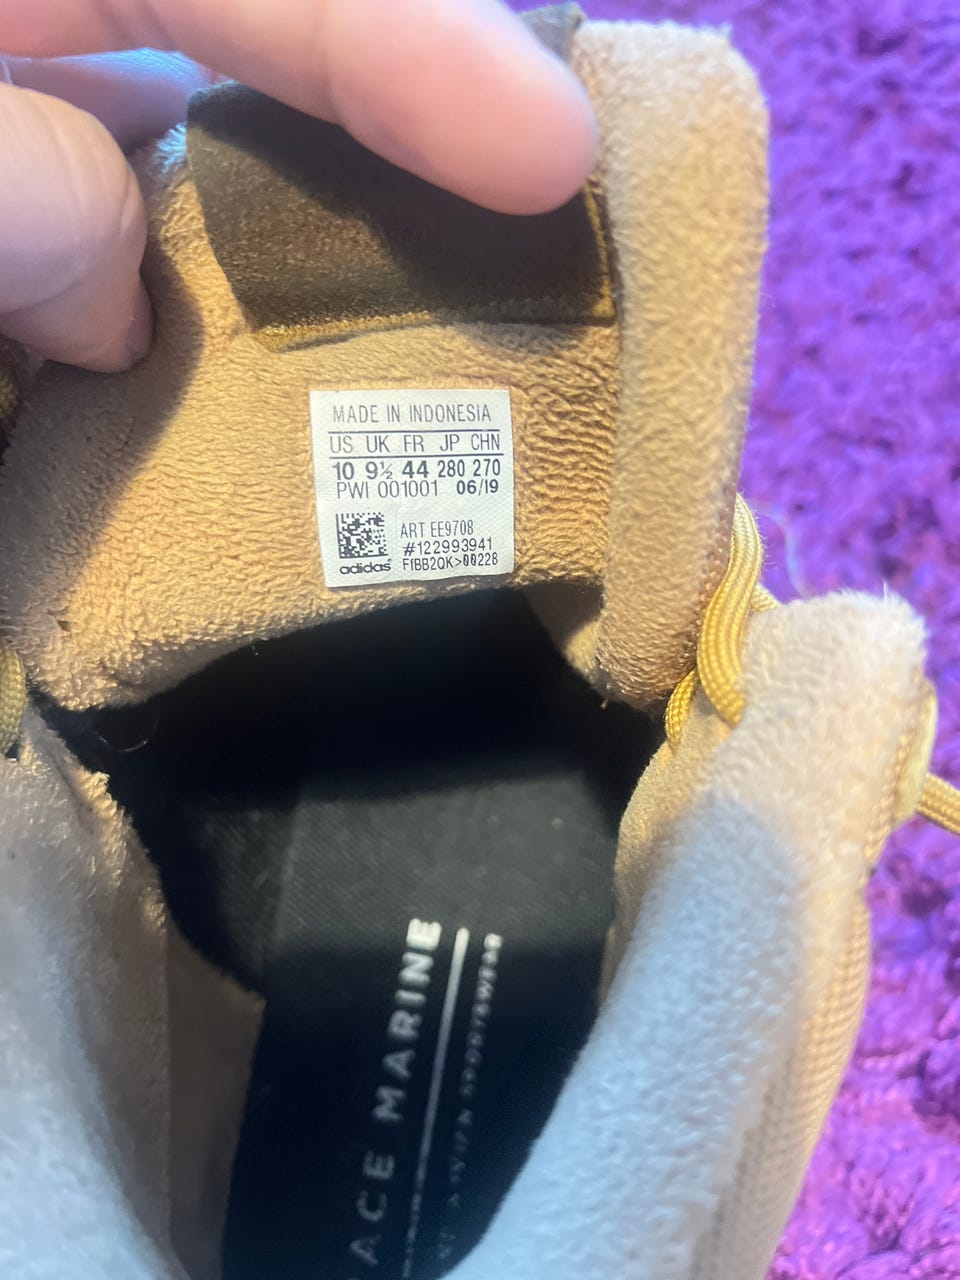 MADE IN INDONESIA
US UK FR JP CHN
10 9½ 44 280 270
PWI 001001 06/19
ART EE9708
#122993941
adidas F1BB2QK>00228
ACE MARINE